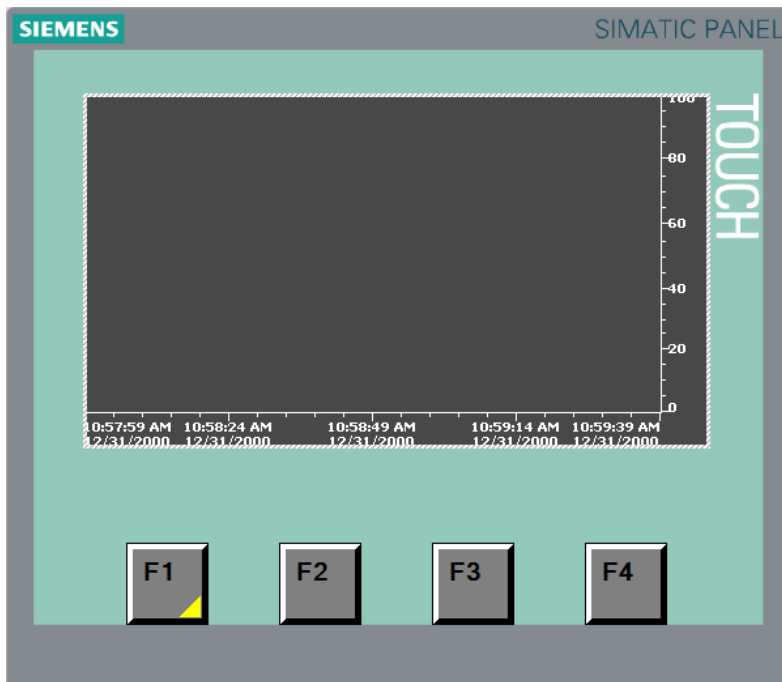 SIEMENS
SIMATIC PANEL
TOUCH
100
80
60
40
20
0
10:57:59 AM 10:58:24 AM 10:58:49 AM 10:59:14 AM 10:59:39 AM
12/31/2000 12/31/2000 12/31/2000 12/31/2000 12/31/2000
F1 F2 F3 F4